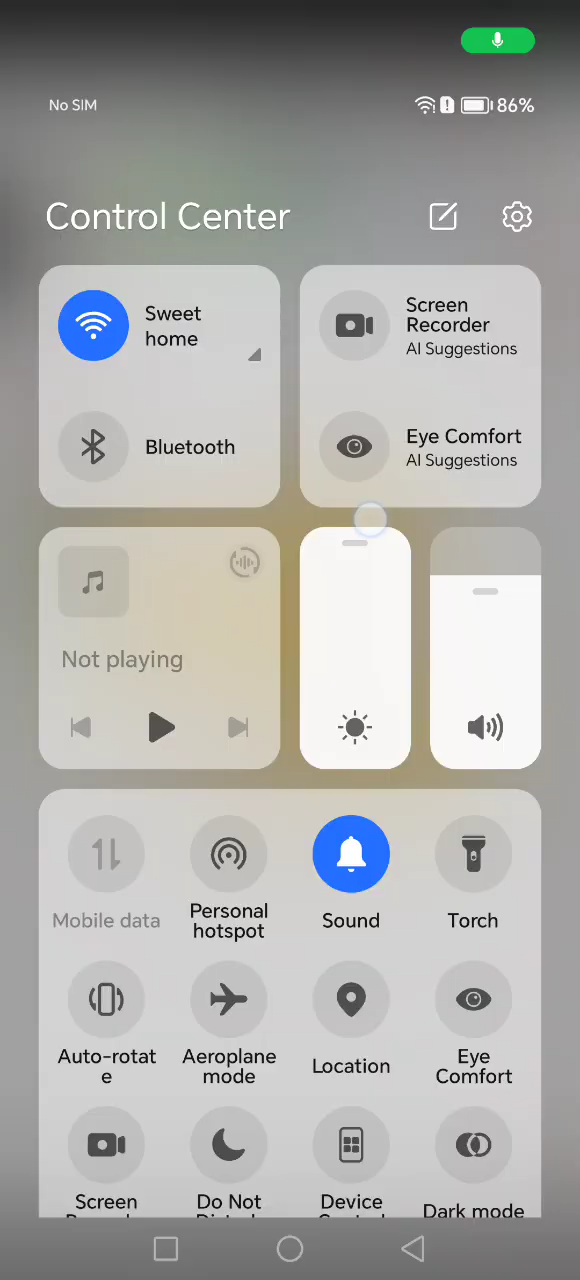 No SIM
86%
Control Center
Sweet
home
Screen
Recorder
AI Suggestions
Bluetooth
Eye Comfort
AI Suggestions
Not playing
Mobile data
Personal
hotspot
Sound
Torch
Auto-rotat
e
Aeroplane
mode
Location
Eye
Comfort
Screen
Do Not
Device
Dark mode